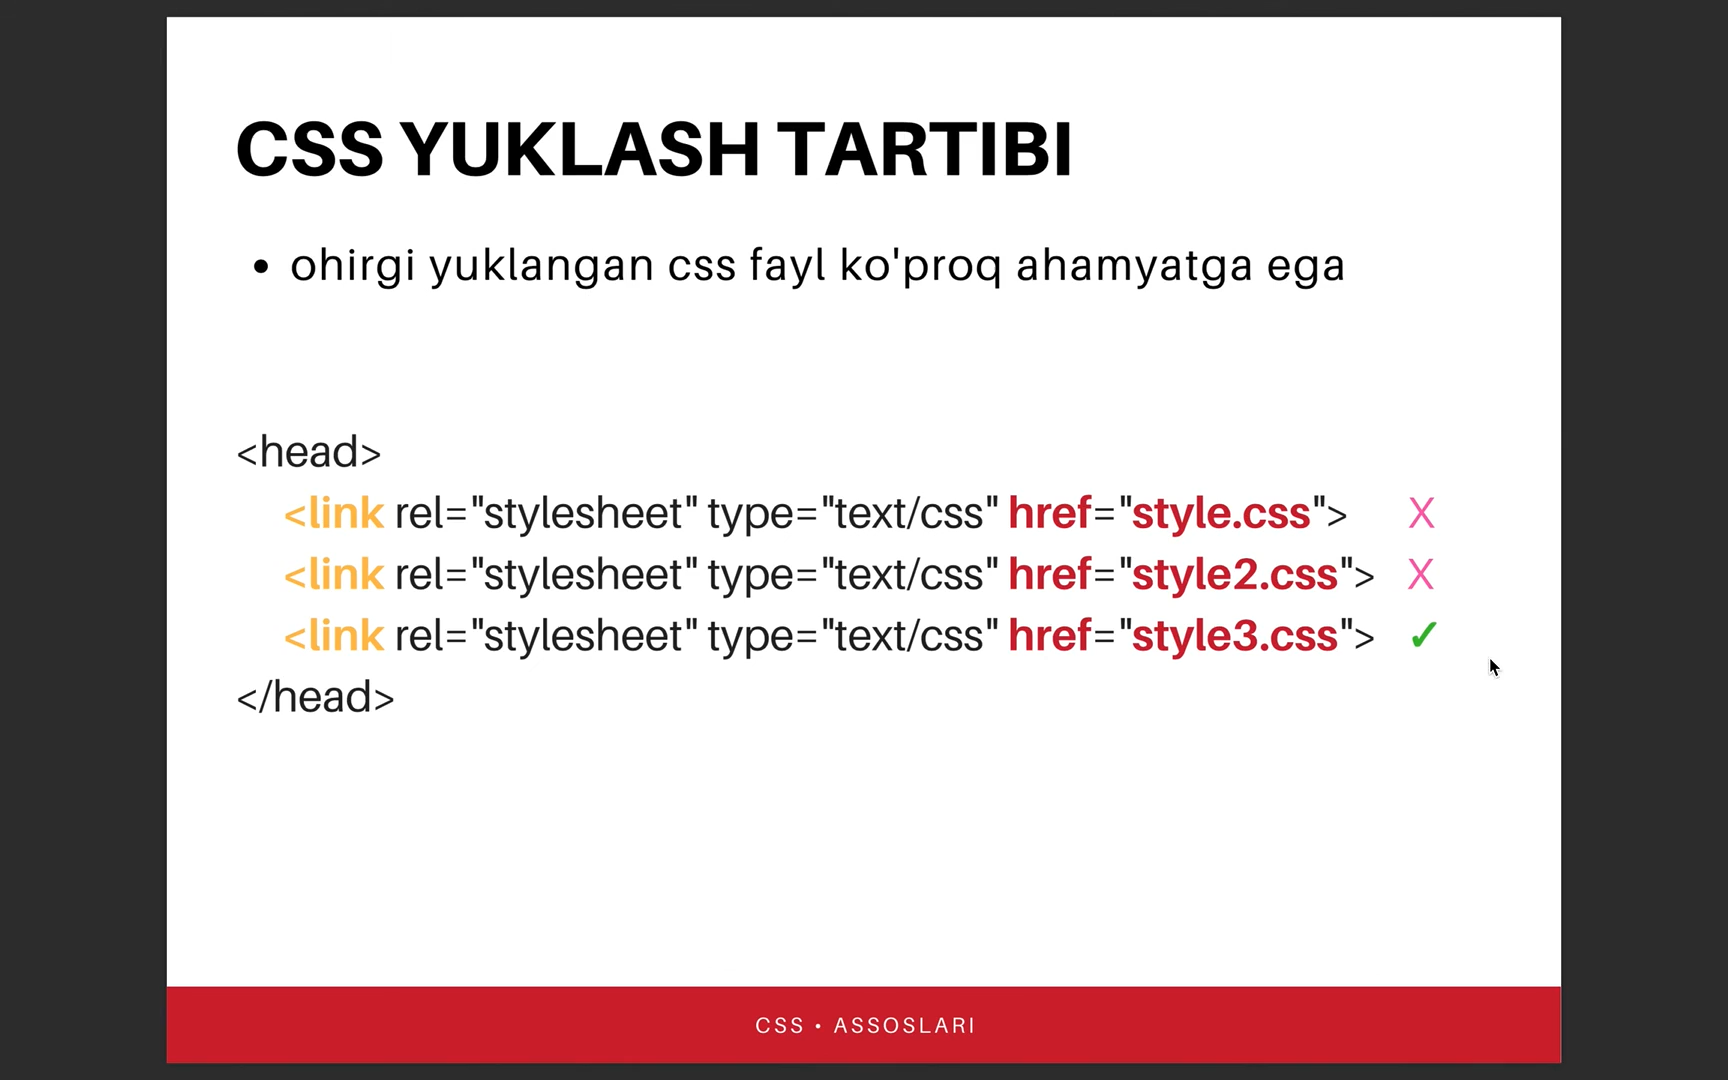 CSS YUKLASH TARTIBI
• ohirgi yuklangan css fayl ko'proq ahamyatga ega
<head>
<link rel="stylesheet" type="text/css" href="style.css"> X
<link rel="stylesheet" type="text/css" href="style2.css"> X
<link rel="stylesheet" type="text/css" href="style3.css"> ✓
</head>
CSS • ASSOSLARI